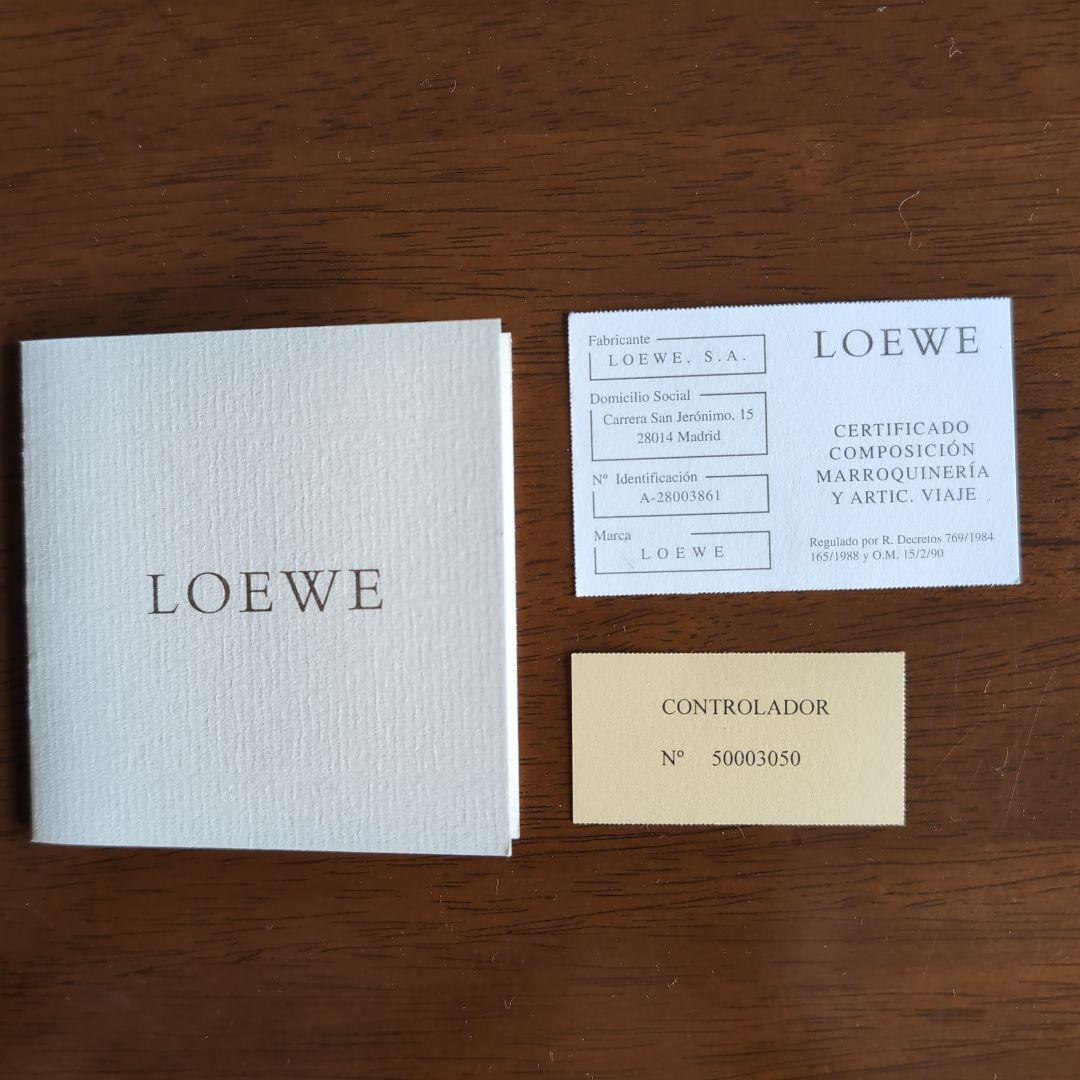 LOEWE
Fabricante
LOEWE, S.A.
Domicilio Social
Carrera San Jerónimo, 15
28014 Madrid
Nº Identificación
A-28003861
Marca
LOEWE
LOEWE
CERTIFICADO
COMPOSICIÓN
MARROQUINERÍA
Y ARTIC. VIAJE
Regulado por R. Decretos 769/1984
165/1988 y O.M. 15/2/90
CONTROLADOR
Nº 50003050